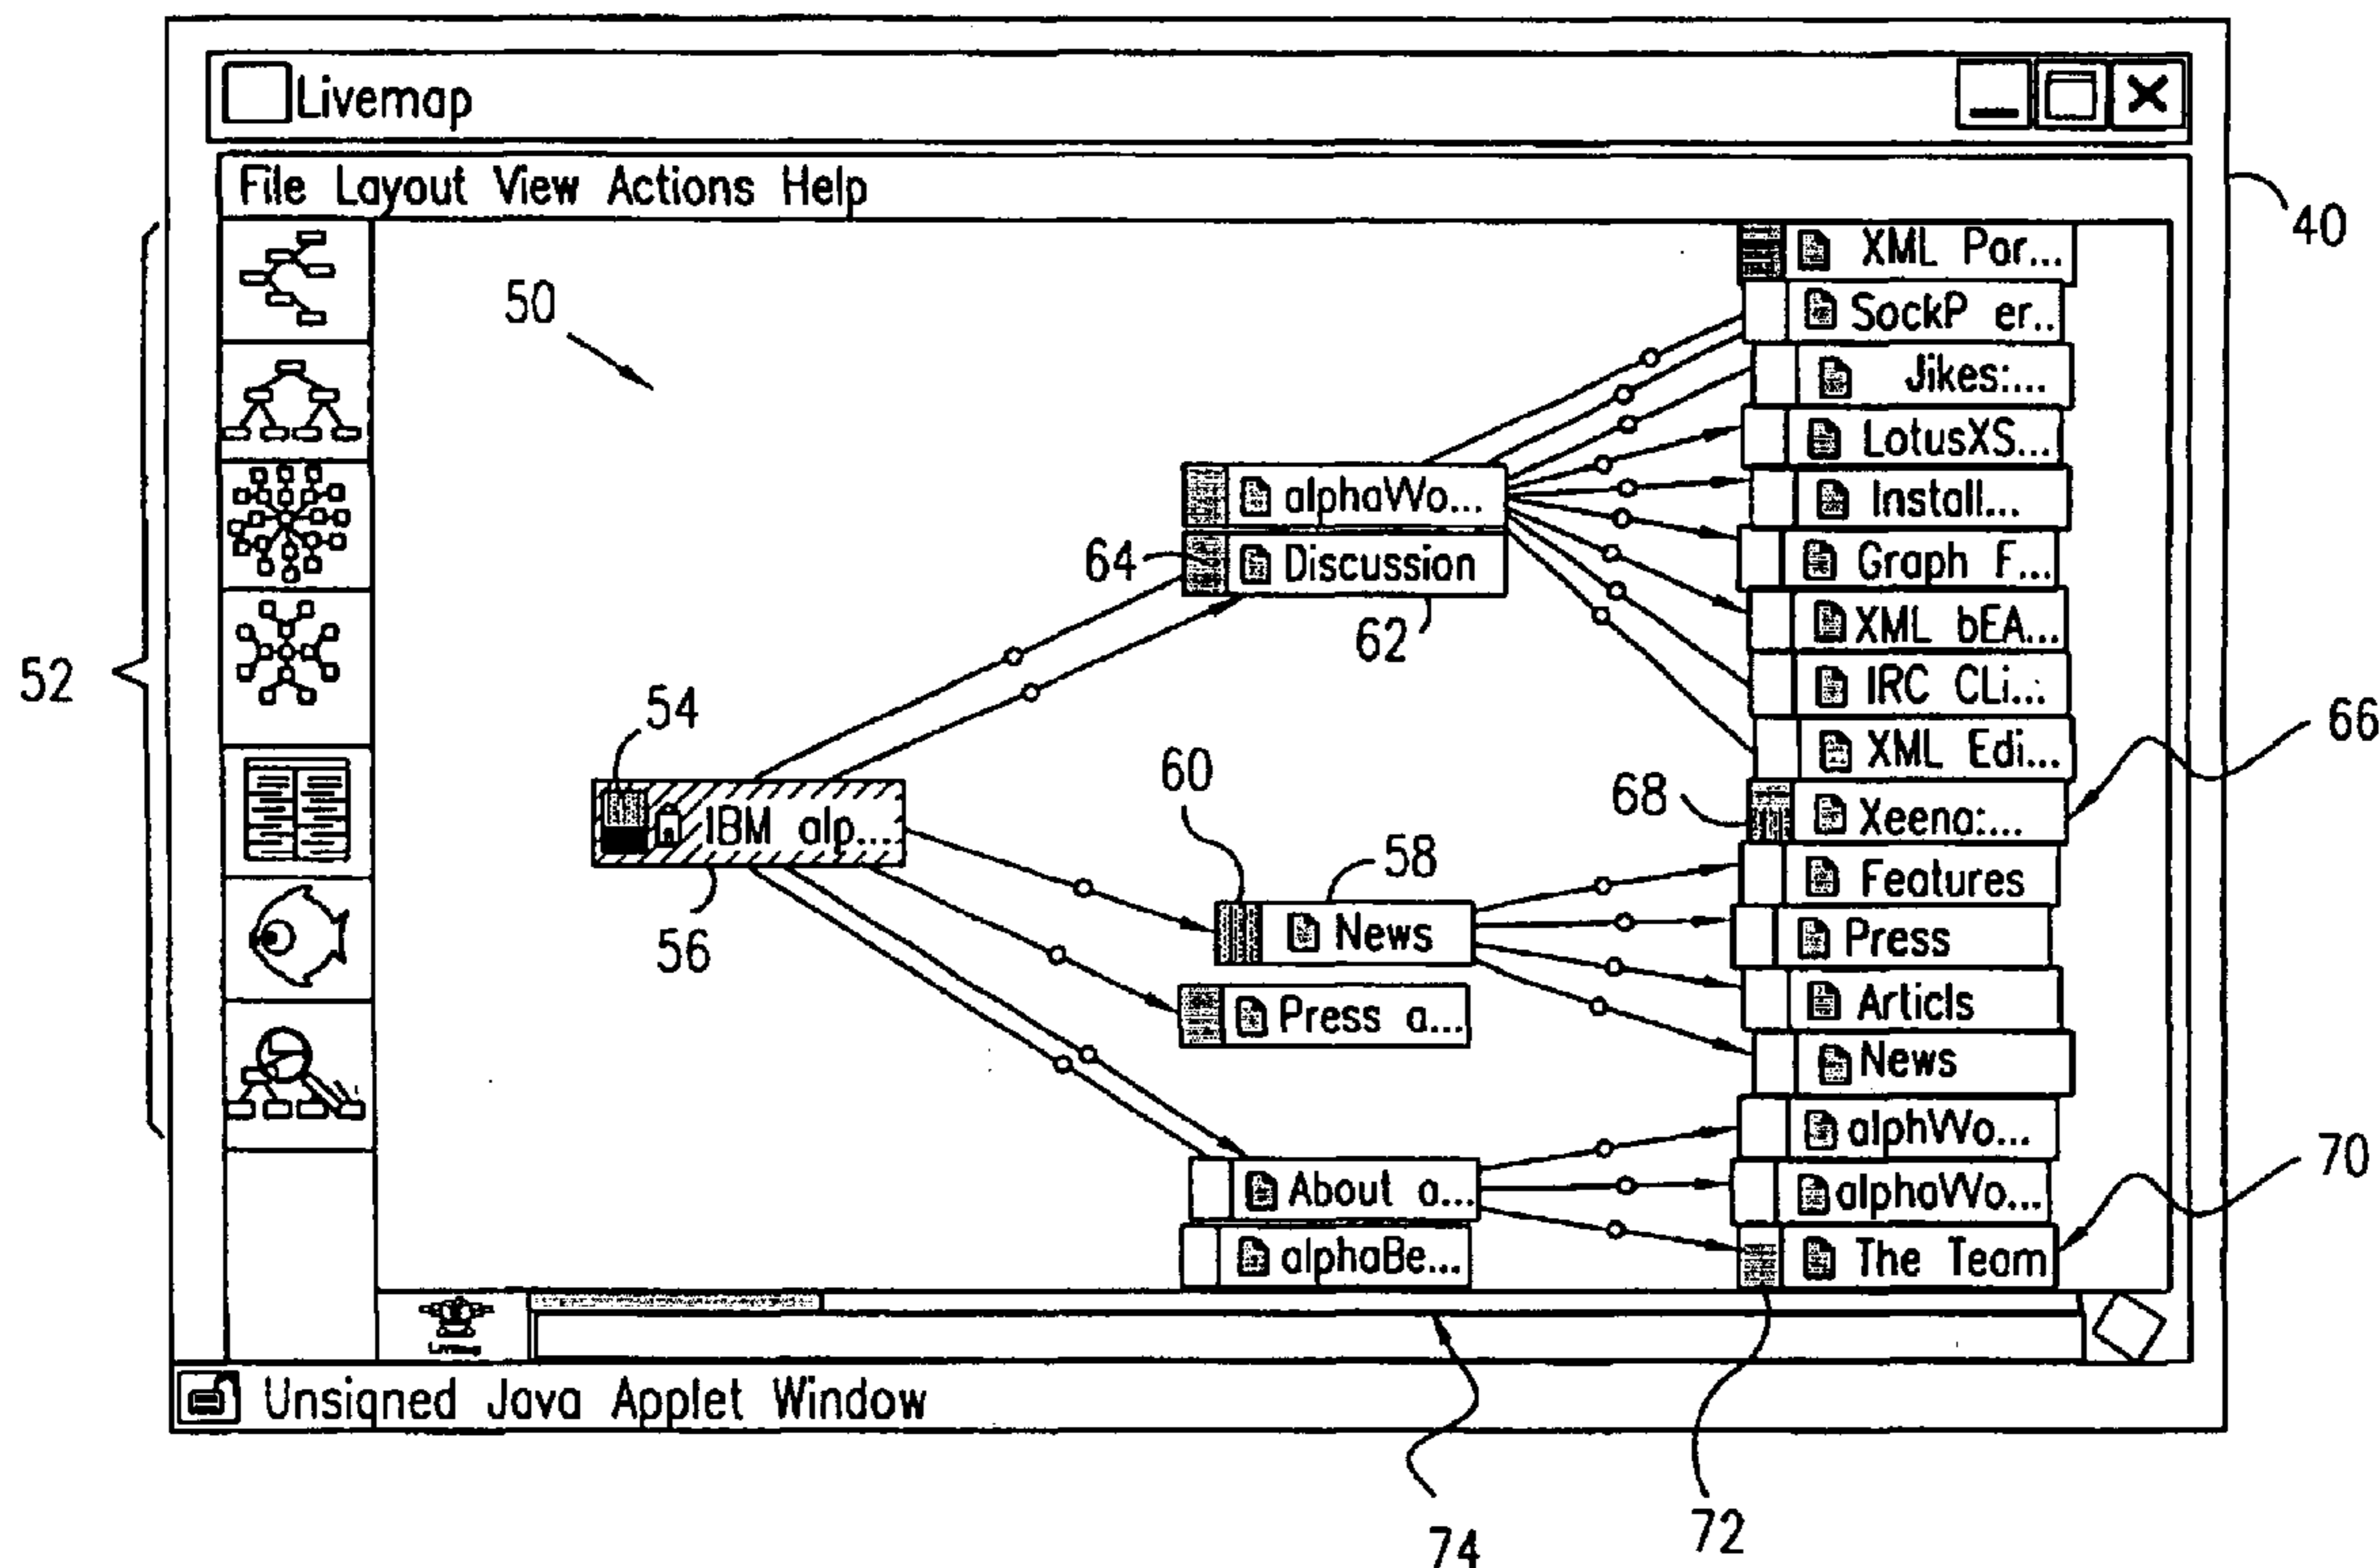 Livemap
File Layout View Actions Help
40
50
XML Par...
SockP er..
Jikes:...
LotusXS...
alphaWo...
Install...
64
Discussion
Graph F...
62
XML bEA...
IRC CLi...
52
54
XML Edi...
66
60
68
IBM alp...
Xeena:...
58
Features
56
News
Press
Press a...
Articls
News
alphWo...
70
About a...
alphaWo...
alphaBe...
The Team
Unsigned Java Applet Window
74
72